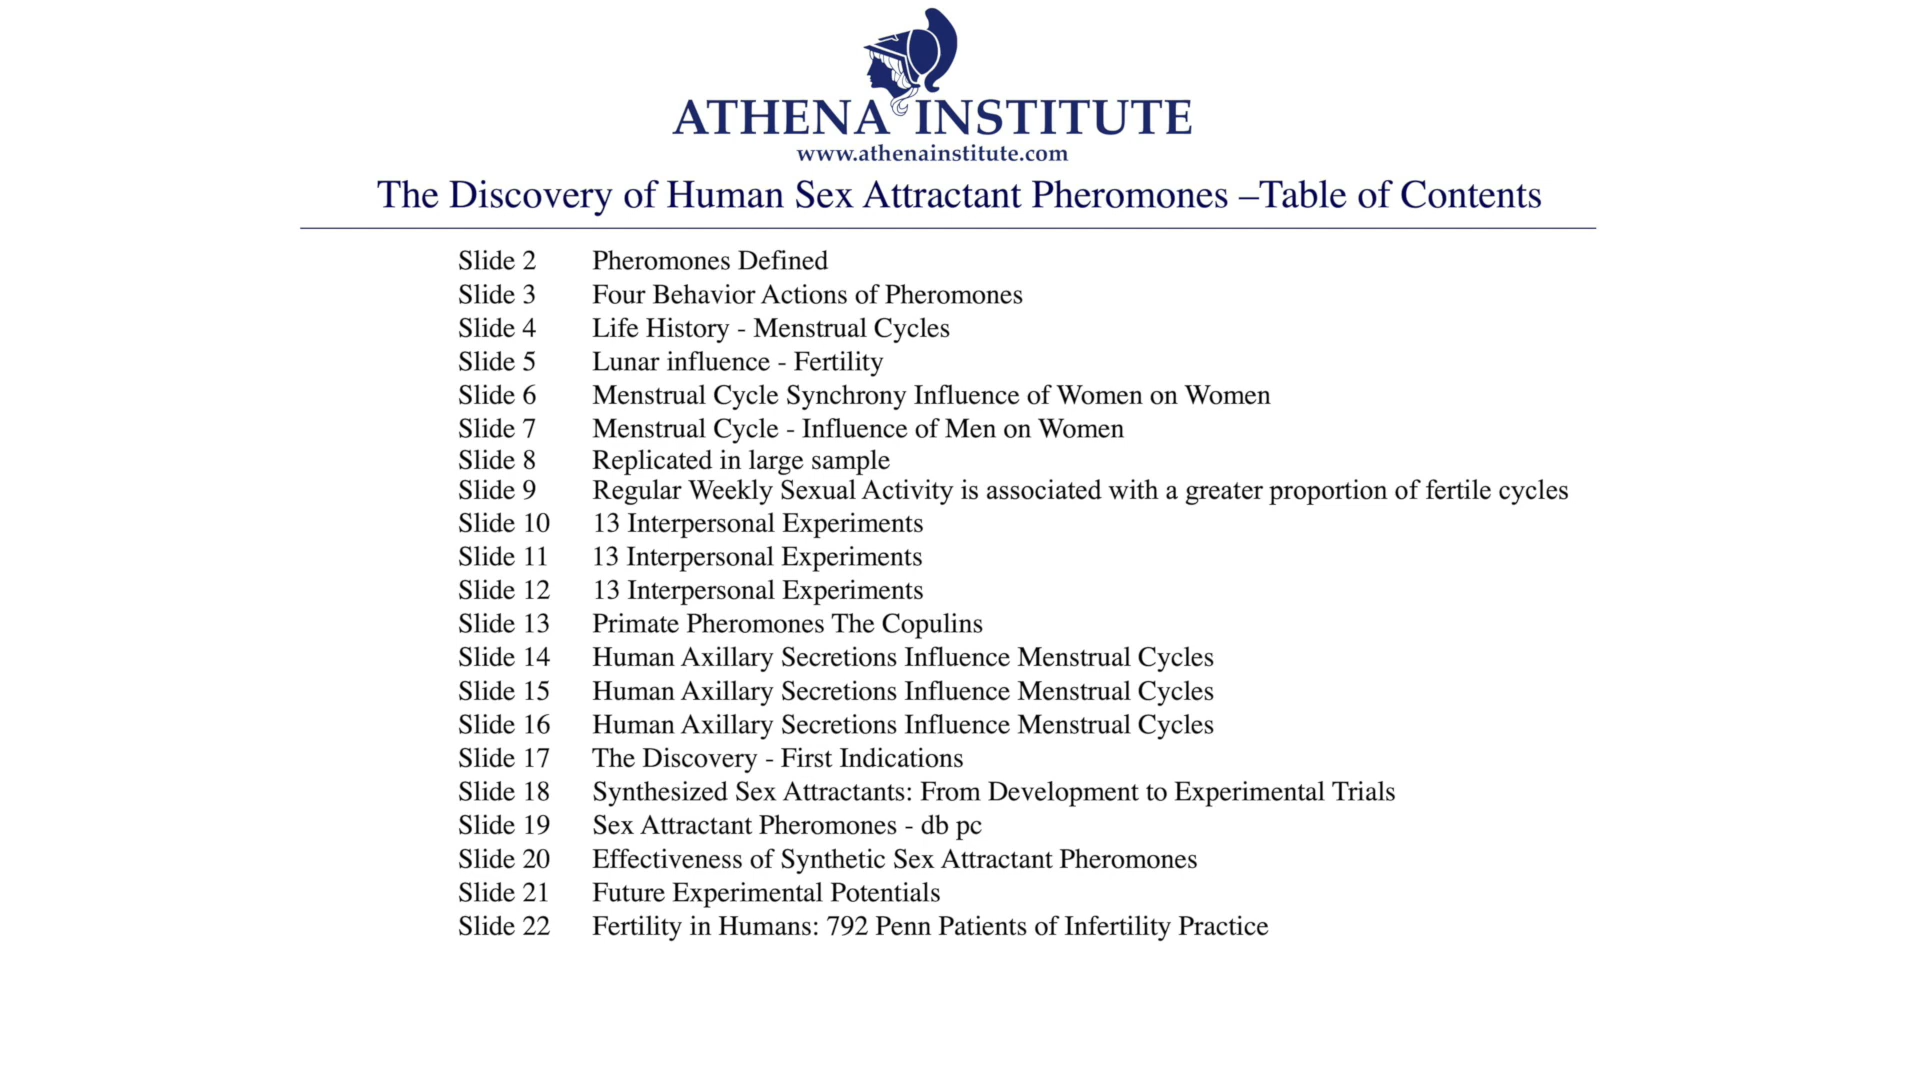 ATHENA INSTITUTE
www.athenainstitute.com
The Discovery of Human Sex Attractant Pheromones –Table of Contents
Slide 2 Pheromones Defined
Slide 3 Four Behavior Actions of Pheromones
Slide 4 Life History - Menstrual Cycles
Slide 5 Lunar influence - Fertility
Slide 6 Menstrual Cycle Synchrony Influence of Women on Women
Slide 7 Menstrual Cycle - Influence of Men on Women
Slide 8 Replicated in large sample
Slide 9 Regular Weekly Sexual Activity is associated with a greater proportion of fertile cycles
Slide 10 13 Interpersonal Experiments
Slide 11 13 Interpersonal Experiments
Slide 12 13 Interpersonal Experiments
Slide 13 Primate Pheromones The Copulins
Slide 14 Human Axillary Secretions Influence Menstrual Cycles
Slide 15 Human Axillary Secretions Influence Menstrual Cycles
Slide 16 Human Axillary Secretions Influence Menstrual Cycles
Slide 17 The Discovery - First Indications
Slide 18 Synthesized Sex Attractants: From Development to Experimental Trials
Slide 19 Sex Attractant Pheromones - db pc
Slide 20 Effectiveness of Synthetic Sex Attractant Pheromones
Slide 21 Future Experimental Potentials
Slide 22 Fertility in Humans: 792 Penn Patients of Infertility Practice